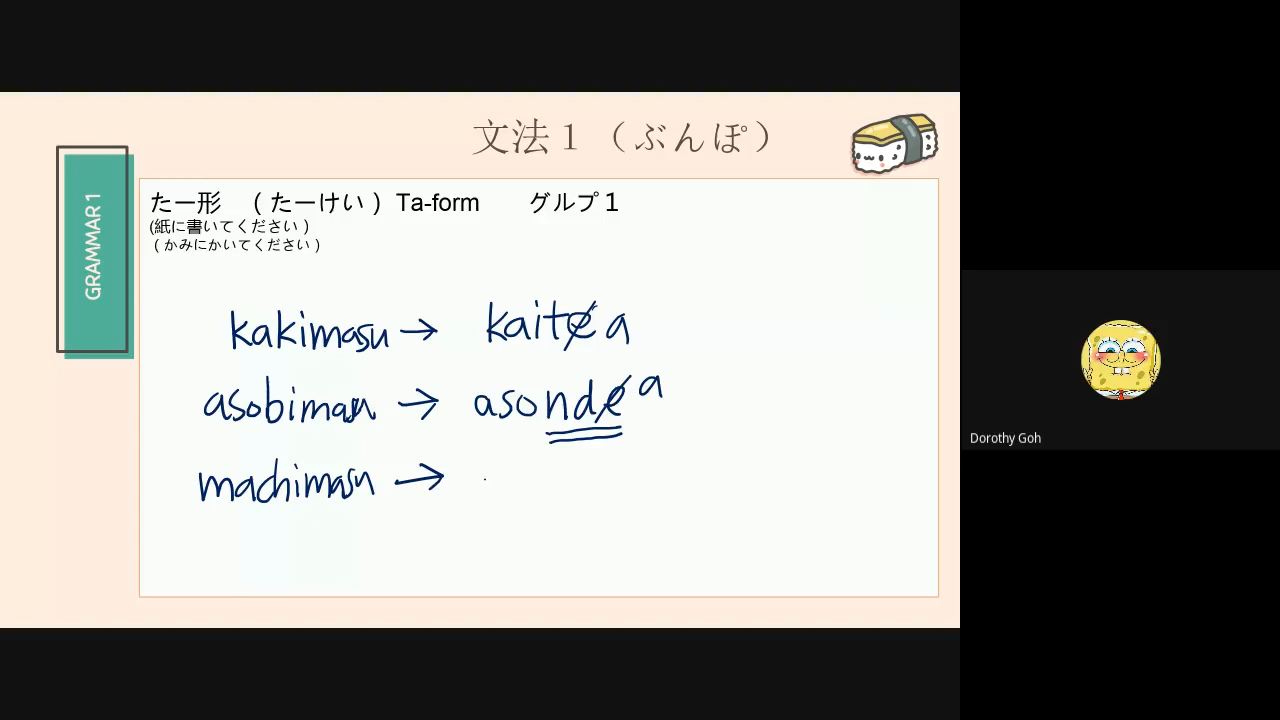 文法１（ぶんぽ）
GRAMMAR 1
たー形　（たーけい）Ta-form　　グルプ１
(紙に書いてください）
（かみにかいてください）
kakimasu → kaite a
asobimasu → asonde a
machimasu →
Dorothy Goh